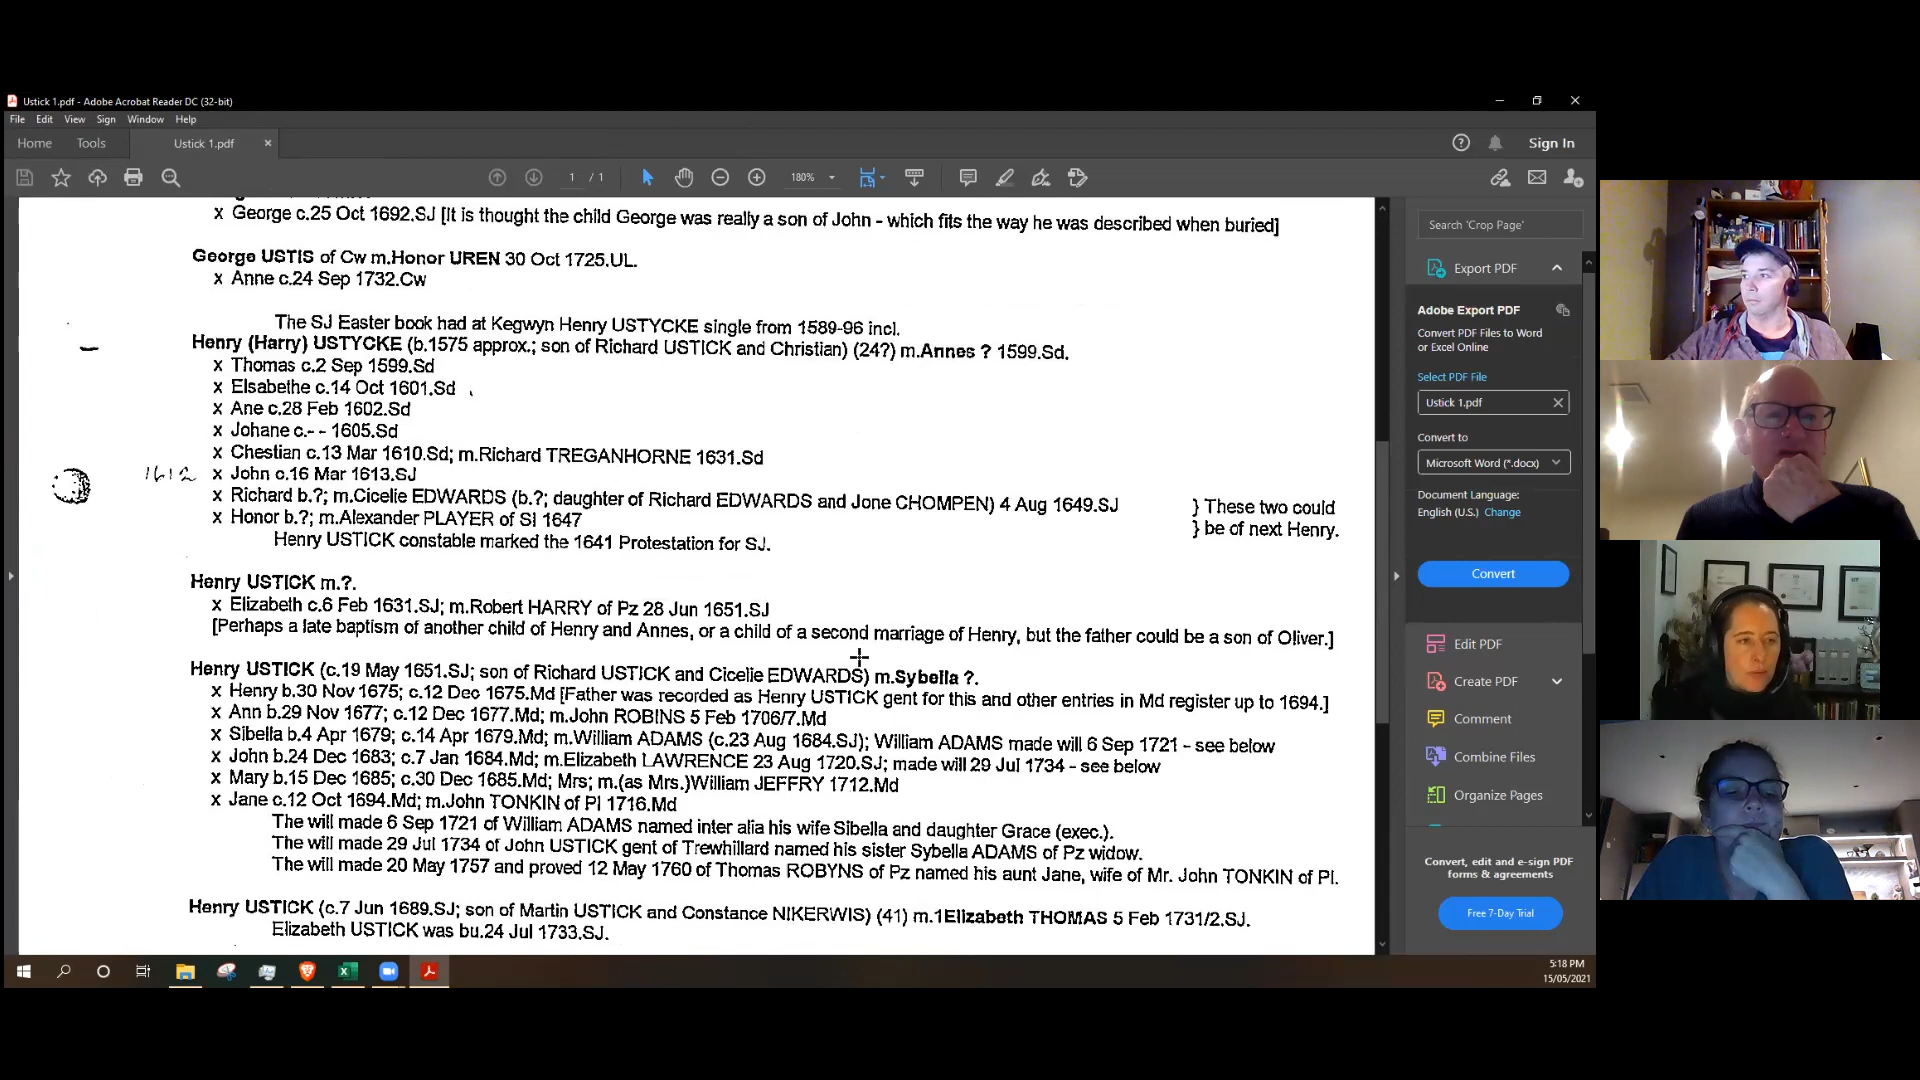 Ustick 1.pdf - Adobe Acrobat Reader DC (32-bit)
File Edit View Sign Window Help
Home Tools Ustick 1.pdf × Sign In
1 / 1 180%
x George c.25 Oct 1692.SJ [It is thought the child George was really a son of John - which fits the way he was described when buried]
George USTIS of Cw m.Honor UREN 30 Oct 1725.UL.
x Anne c.24 Sep 1732.Cw
The SJ Easter book had at Kegwyn Henry USTYCKE single from 1589-96 incl.
Henry (Harry) USTYCKE (b.1575 approx.; son of Richard USTICK and Christian) (24?) m.Annes ? 1599.Sd.
x Thomas c.2 Sep 1599.Sd
x Elsabethe c.14 Oct 1601.Sd
x Ane c.28 Feb 1602.Sd
x Johane c.- - 1605.Sd
x Chestian c.13 Mar 1610.Sd; m.Richard TREGANHORNE 1631.Sd
1612 x John c.16 Mar 1613.SJ
x Richard b.?; m.Cicelie EDWARDS (b.?; daughter of Richard EDWARDS and Jone CHOMPEN) 4 Aug 1649.SJ } These two could
x Honor b.?; m.Alexander PLAYER of SI 1647 } be of next Henry.
Henry USTICK constable marked the 1641 Protestation for SJ.
Henry USTICK m.?.
x Elizabeth c.6 Feb 1631.SJ; m.Robert HARRY of Pz 28 Jun 1651.SJ
[Perhaps a late baptism of another child of Henry and Annes, or a child of a second marriage of Henry, but the father could be a son of Oliver.]
Henry USTICK (c.19 May 1651.SJ; son of Richard USTICK and Cicelie EDWARDS) m.Sybella ?.
x Henry b.30 Nov 1675; c.12 Dec 1675.Md [Father was recorded as Henry USTICK gent for this and other entries in Md register up to 1694.]
x Ann b.29 Nov 1677; c.12 Dec 1677.Md; m.John ROBINS 5 Feb 1706/7.Md
x Sibella b.4 Apr 1679; c.14 Apr 1679.Md; m.William ADAMS (c.23 Aug 1684.SJ); William ADAMS made will 6 Sep 1721 - see below
x John b.24 Dec 1683; c.7 Jan 1684.Md; m.Elizabeth LAWRENCE 23 Aug 1720.SJ; made will 29 Jul 1734 - see below
x Mary b.15 Dec 1685; c.30 Dec 1685.Md; Mrs; m.(as Mrs.)William JEFFRY 1712.Md
x Jane c.12 Oct 1694.Md; m.John TONKIN of Pl 1716.Md
The will made 6 Sep 1721 of William ADAMS named inter alia his wife Sibella and daughter Grace (exec.).
The will made 29 Jul 1734 of John USTICK gent of Trewhillard named his sister Sybella ADAMS of Pz widow.
The will made 20 May 1757 and proved 12 May 1760 of Thomas ROBYNS of Pz named his aunt Jane, wife of Mr. John TONKIN of Pl.
Henry USTICK (c.7 Jun 1689.SJ; son of Martin USTICK and Constance NIKERWIS) (41) m.1Elizabeth THOMAS 5 Feb 1731/2.SJ.
Elizabeth USTICK was bu.24 Jul 1733.SJ.
Search 'Crop Page'
Export PDF
Adobe Export PDF
Convert PDF Files to Word
or Excel Online
Select PDF File
Ustick 1.pdf
Convert to
Microsoft Word (*.docx)
Document Language:
English (U.S.) Change
Convert
Edit PDF
Create PDF
Comment
Combine Files
Organize Pages
Convert, edit and e-sign PDF
forms & agreements
Free 7-Day Trial
5:18 PM
15/05/2021